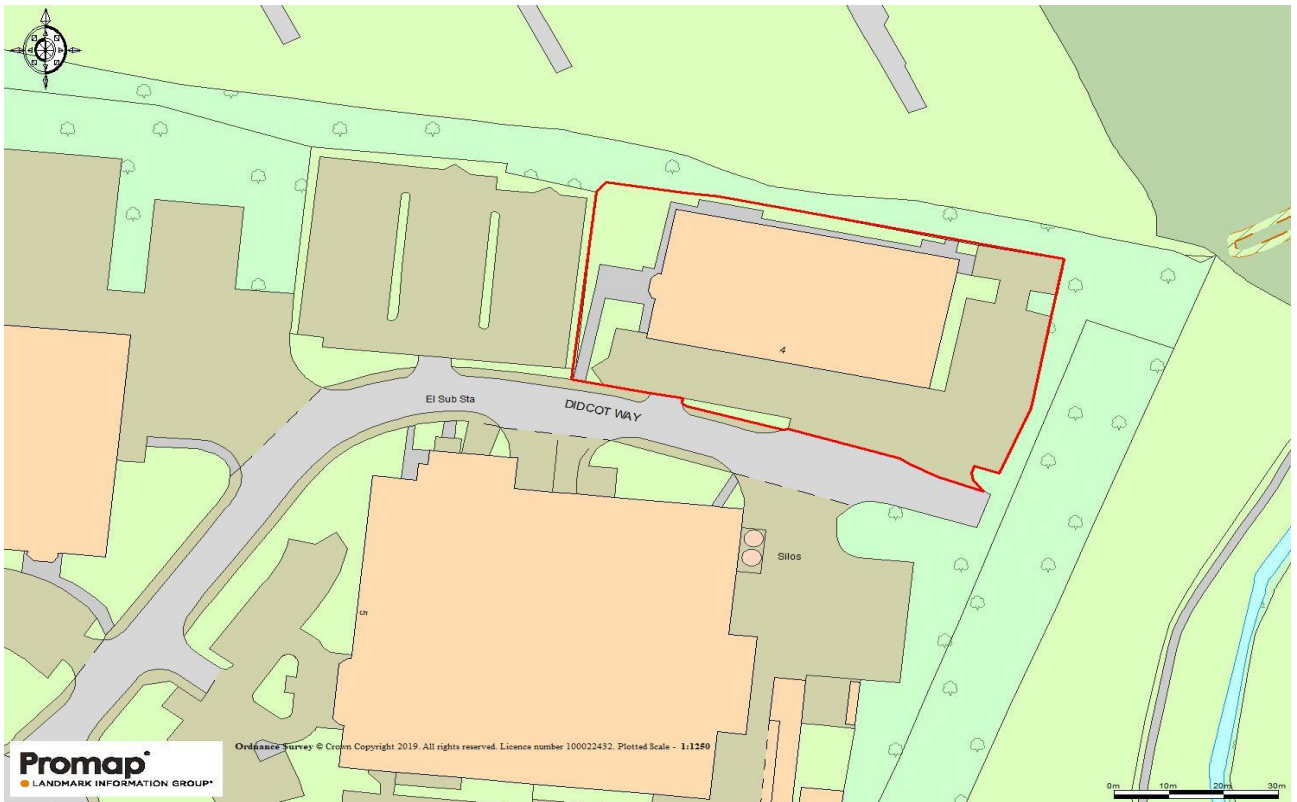 4
El Sub Sta
DIDCOT WAY
Silos
5
Ordnance Survey © Crown Copyright 2019. All rights reserved. Licence number 100022432. Plotted Scale - 1:1250
Promap
LANDMARK INFORMATION GROUP
0m 10m 20m 30m